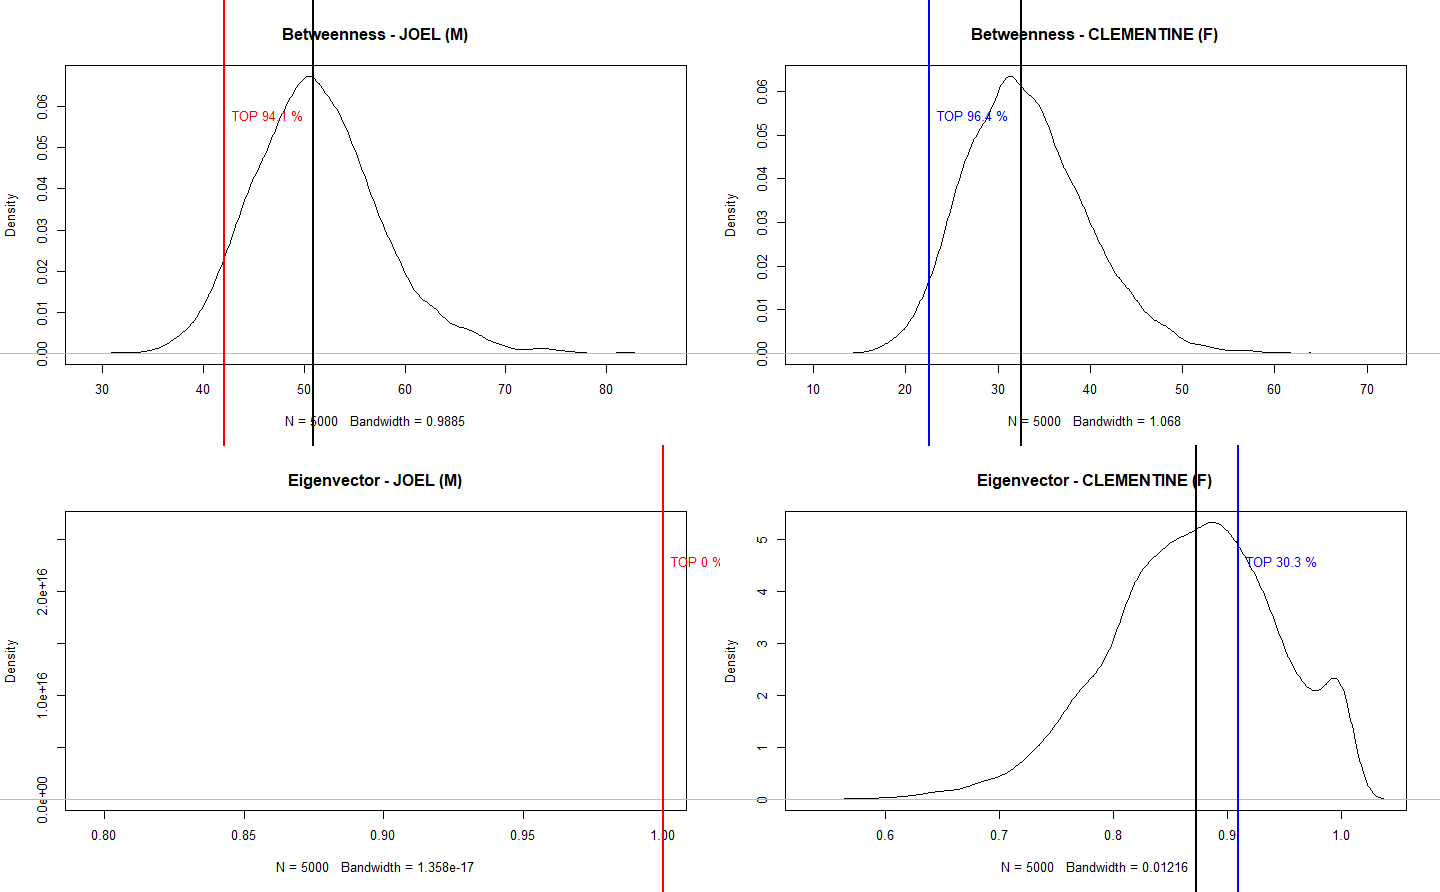 Betweenness - JOEL (M)
Density
0.00 0.01 0.02 0.03 0.04 0.05 0.06
TOP 94.1 %
30 40 50 60 70 80
N = 5000 Bandwidth = 0.9885
Betweenness - CLEMENTINE (F)
Density
0.00 0.01 0.02 0.03 0.04 0.05 0.06
TOP 96.4 %
10 20 30 40 50 60 70
N = 5000 Bandwidth = 1.068
Eigenvector - JOEL (M)
Density
0.0e+00 1.0e+16 2.0e+16
TOP 0 %
0.80 0.85 0.90 0.95 1.00
N = 5000 Bandwidth = 1.358e-17
Eigenvector - CLEMENTINE (F)
Density
0 1 2 3 4 5
TOP 30.3 %
0.6 0.7 0.8 0.9 1.0
N = 5000 Bandwidth = 0.01216